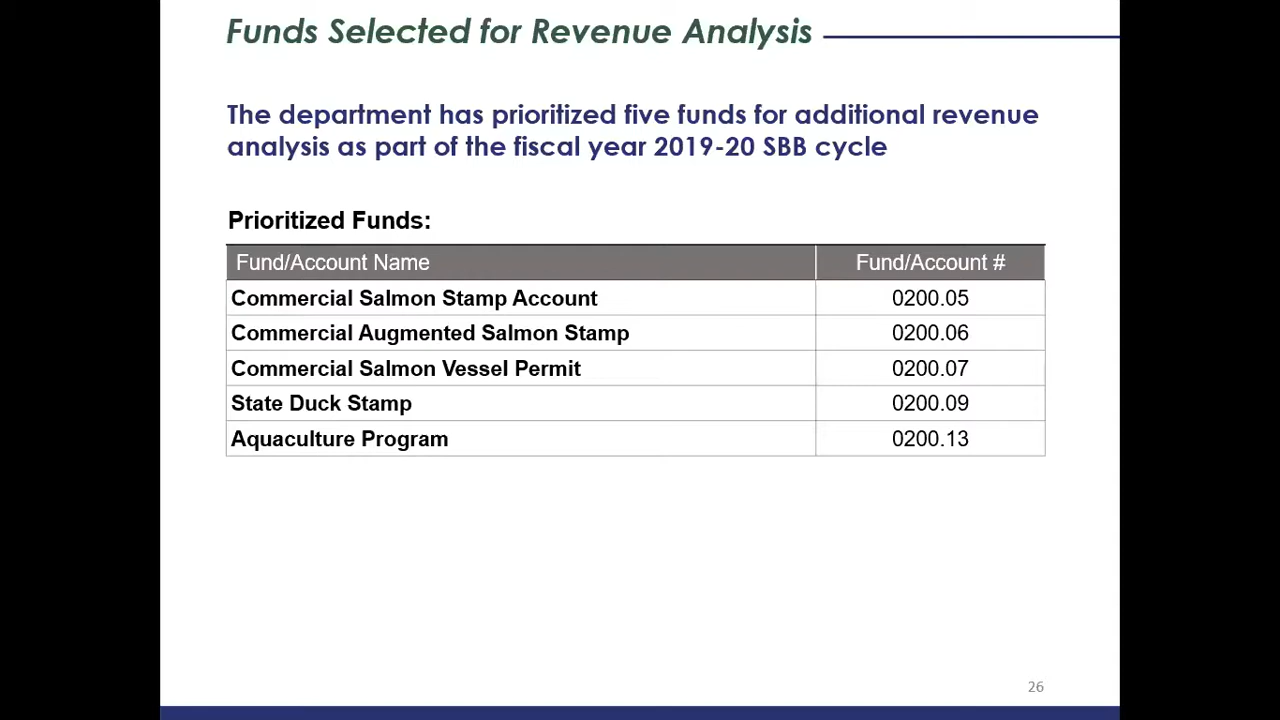 Funds Selected for Revenue Analysis
The department has prioritized five funds for additional revenue
analysis as part of the fiscal year 2019-20 SBB cycle
Prioritized Funds:
Fund/Account Name Fund/Account #
Commercial Salmon Stamp Account 0200.05
Commercial Augmented Salmon Stamp 0200.06
Commercial Salmon Vessel Permit 0200.07
State Duck Stamp 0200.09
Aquaculture Program 0200.13
26